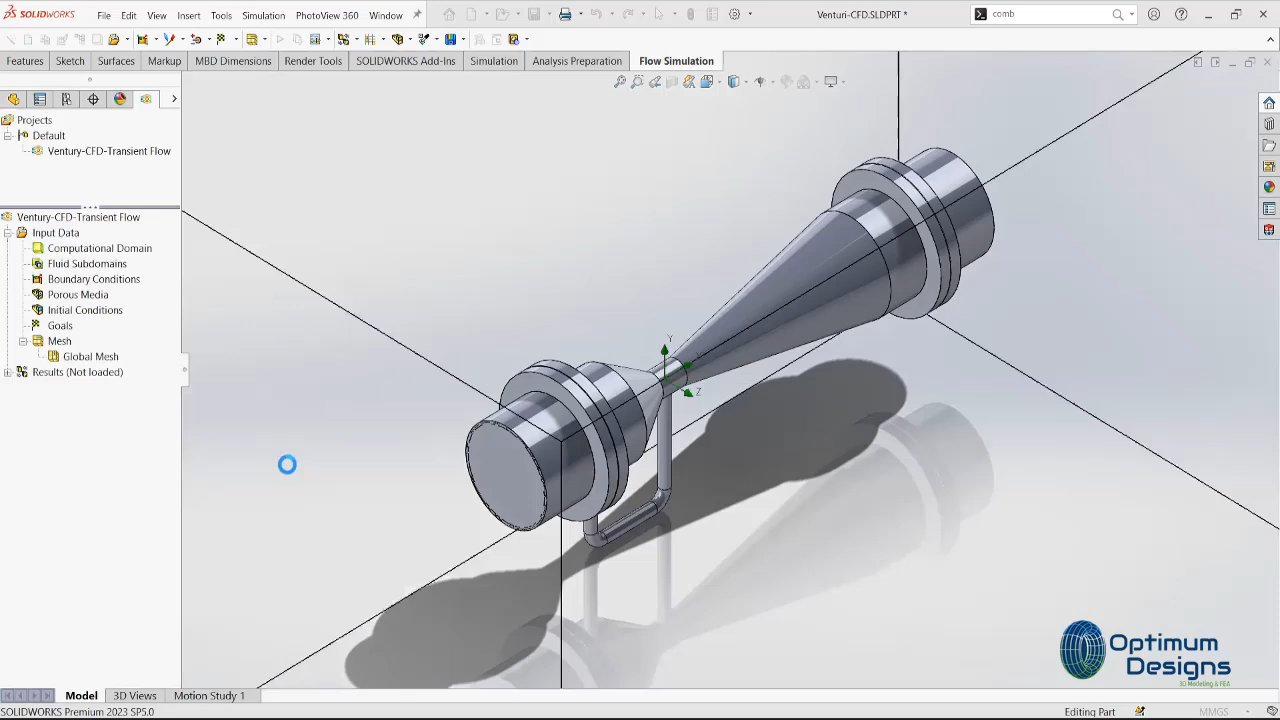 SOLIDWORKS File Edit View Insert Tools Simulation PhotoView 360 Window Venturi-CFD.SLDPRT * comb
Features Sketch Surfaces Markup MBD Dimensions Render Tools SOLIDWORKS Add-Ins Simulation Analysis Preparation Flow Simulation
Projects
Default
Ventury-CFD-Transient Flow
Ventury-CFD-Transient Flow
Input Data
Computational Domain
Fluid Subdomains
Boundary Conditions
Porous Media
Initial Conditions
Goals
Mesh
Global Mesh
Results (Not loaded)
Y
Z
Optimum
Designs
3D Modeling & FEA
Model 3D Views Motion Study 1
SOLIDWORKS Premium 2023 SP5.0 Editing Part MMGS